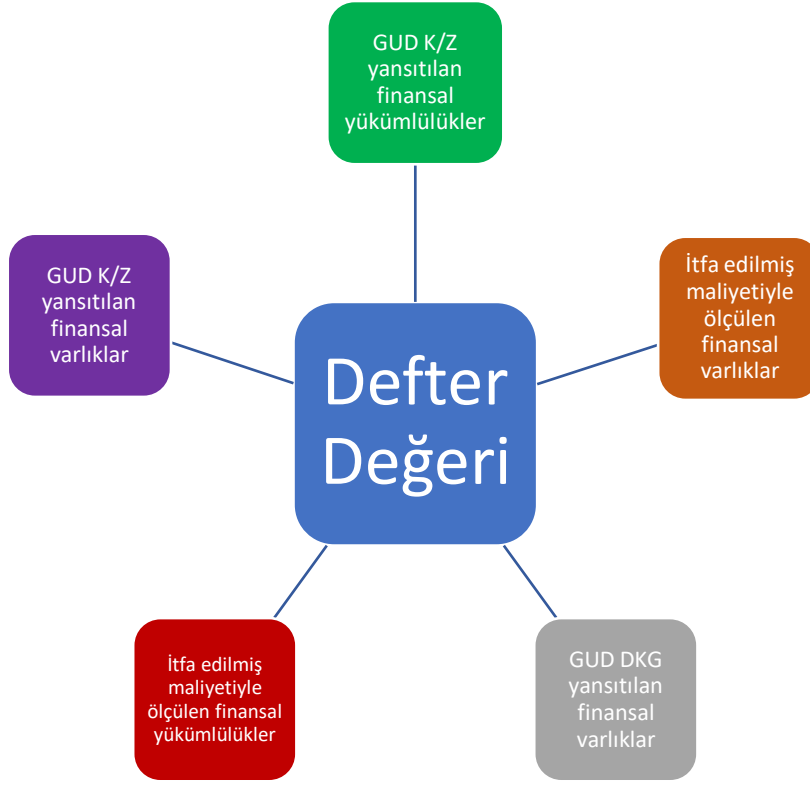 GUD K/Z
yansıtılan
finansal
yükümlülükler
GUD K/Z
yansıtılan
finansal
varlıklar
İtfa edilmiş
maliyetiyle
ölçülen
finansal
varlıklar
Defter
Değeri
İtfa edilmiş
maliyetiyle
ölçülen finansal
yükümlülükler
GUD DKG
yansıtılan
finansal
varlıklar